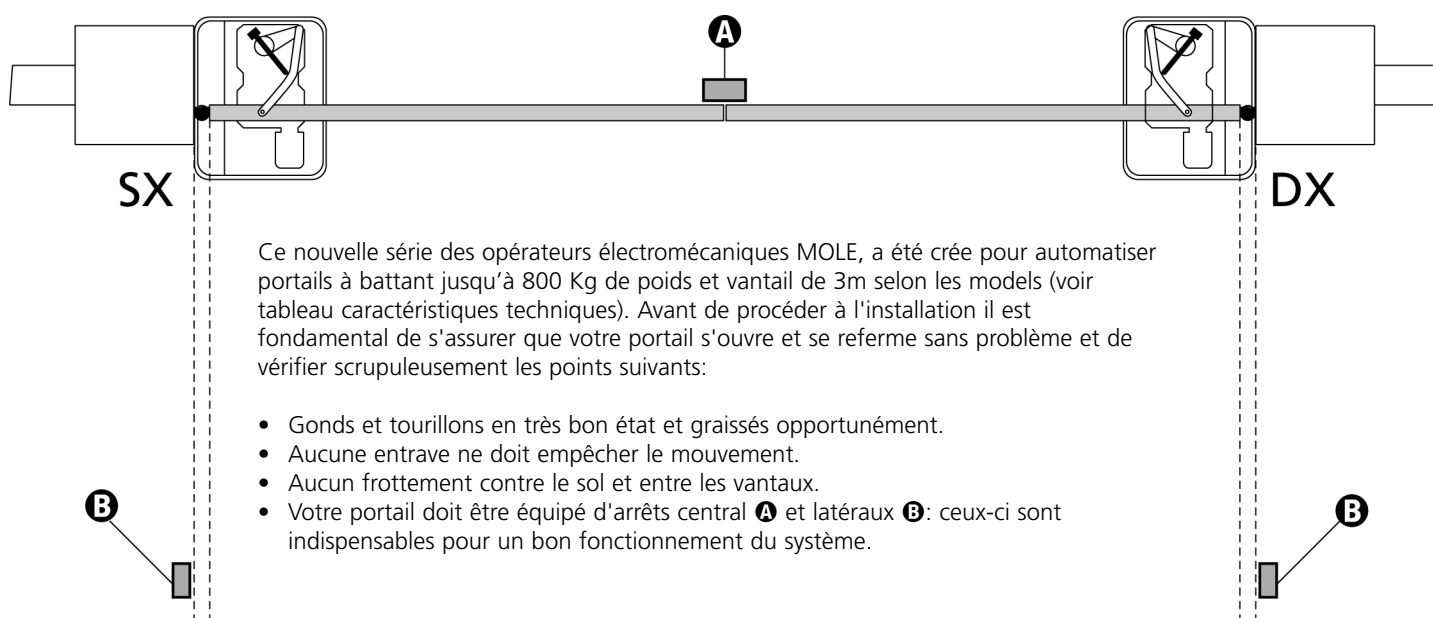 A
SX
DX
Ce nouvelle série des opérateurs électromécaniques MOLE, a été crée pour automatiser
portails à battant jusqu'à 800 Kg de poids et vantail de 3m selon les models (voir
tableau caractéristiques techniques). Avant de procéder à l'installation il est
fondamental de s'assurer que votre portail s'ouvre et se referme sans problème et de
vérifier scrupuleusement les points suivants:
• Gonds et tourillons en très bon état et graissés opportunément.
• Aucune entrave ne doit empêcher le mouvement.
• Aucun frottement contre le sol et entre les vantaux.
• Votre portail doit être équipé d'arrêts central A et latéraux B: ceux-ci sont
indispensables pour un bon fonctionnement du système.
B
B